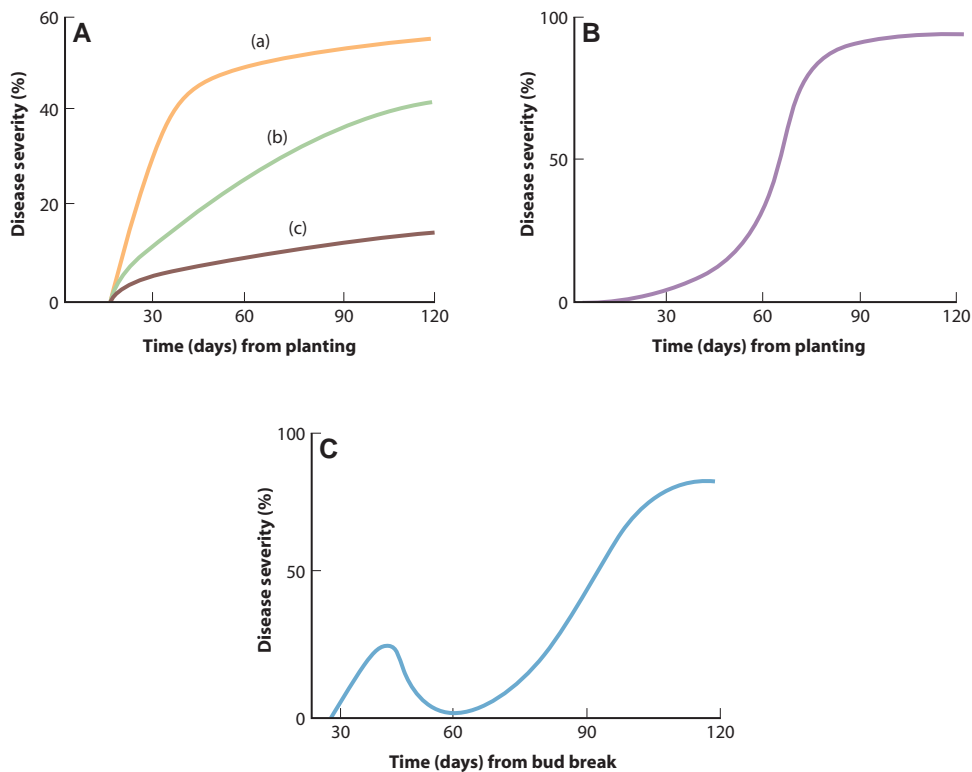 A
Disease severity (%)
60
40
20
0
(a)
(b)
(c)
30 60 90 120
Time (days) from planting
B
Disease severity (%)
100
50
0
30 60 90 120
Time (days) from planting
C
Disease severity (%)
100
50
0
30 60 90 120
Time (days) from bud break